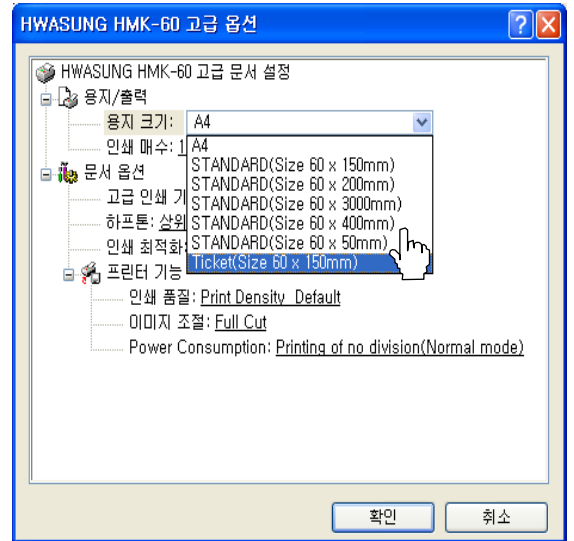 HWASUNG HMK-60 고급 옵션
HWASUNG HMK-60 고급 문서 설정
용지/출력
용지 크기: A4
인쇄 매수: 1
A4
STANDARD(Size 60 x 150mm)
STANDARD(Size 60 x 200mm)
STANDARD(Size 60 x 3000mm)
STANDARD(Size 60 x 400mm)
STANDARD(Size 60 x 50mm)
Ticket(Size 60 x 150mm)
문서 옵션
고급 인쇄 기
하프톤: 상위
인쇄 최적화:
프린터 기능
인쇄 품질: Print Density Default
이미지 조절: Full Cut
Power Consumption: Printing of no division(Normal mode)
확인
취소